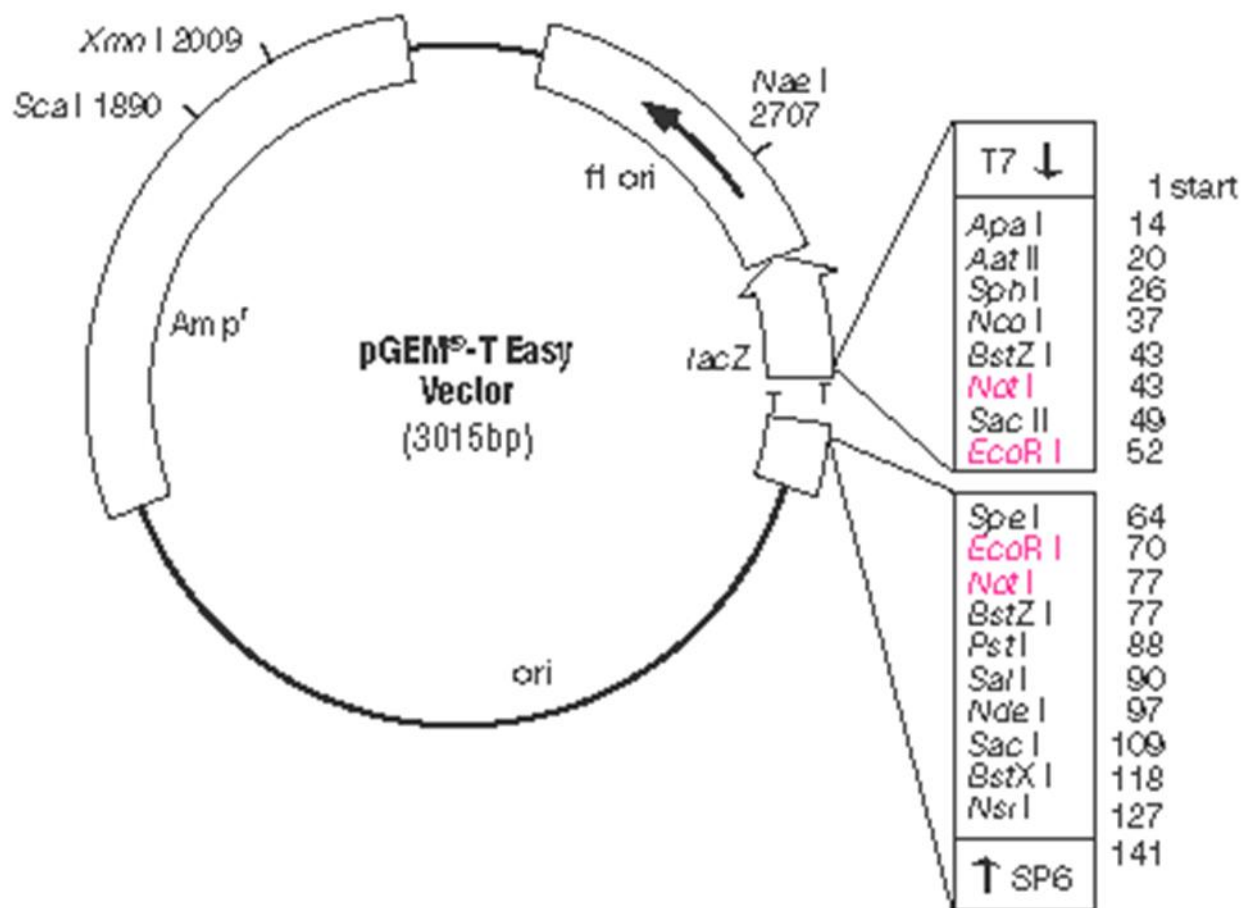 Xmn I 2009
Sca I 1890
Nae I
2707
f1 ori
Amp^r
pGEM®-T Easy
Vector
(3015bp)
lacZ
T T
ori
T7 ↓
1 start
Apa I 14
Aat II 20
Sph I 26
Nco I 37
BstZ I 43
Not I 43
Sac II 49
EcoR I 52
Spe I 64
EcoR I 70
Not I 77
BstZ I 77
Pst I 88
Sal I 90
Nde I 97
Sac I 109
BstX I 118
Nsi I 127
141
↑ SP6